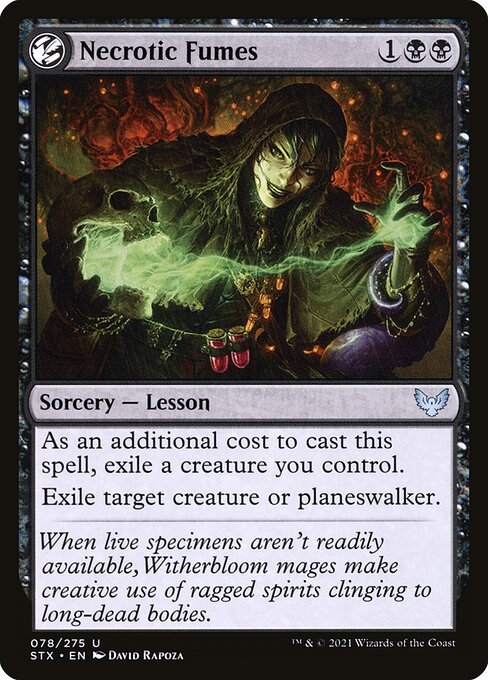 Necrotic Fumes 1
Sorcery — Lesson
As an additional cost to cast this
spell, exile a creature you control.
Exile target creature or planeswalker.
When live specimens aren't readily
available, Witherbloom mages make
creative use of ragged spirits clinging to
long-dead bodies.
078/275 U
STX • EN David Rapoza
™ & © 2021 Wizards of the Coast